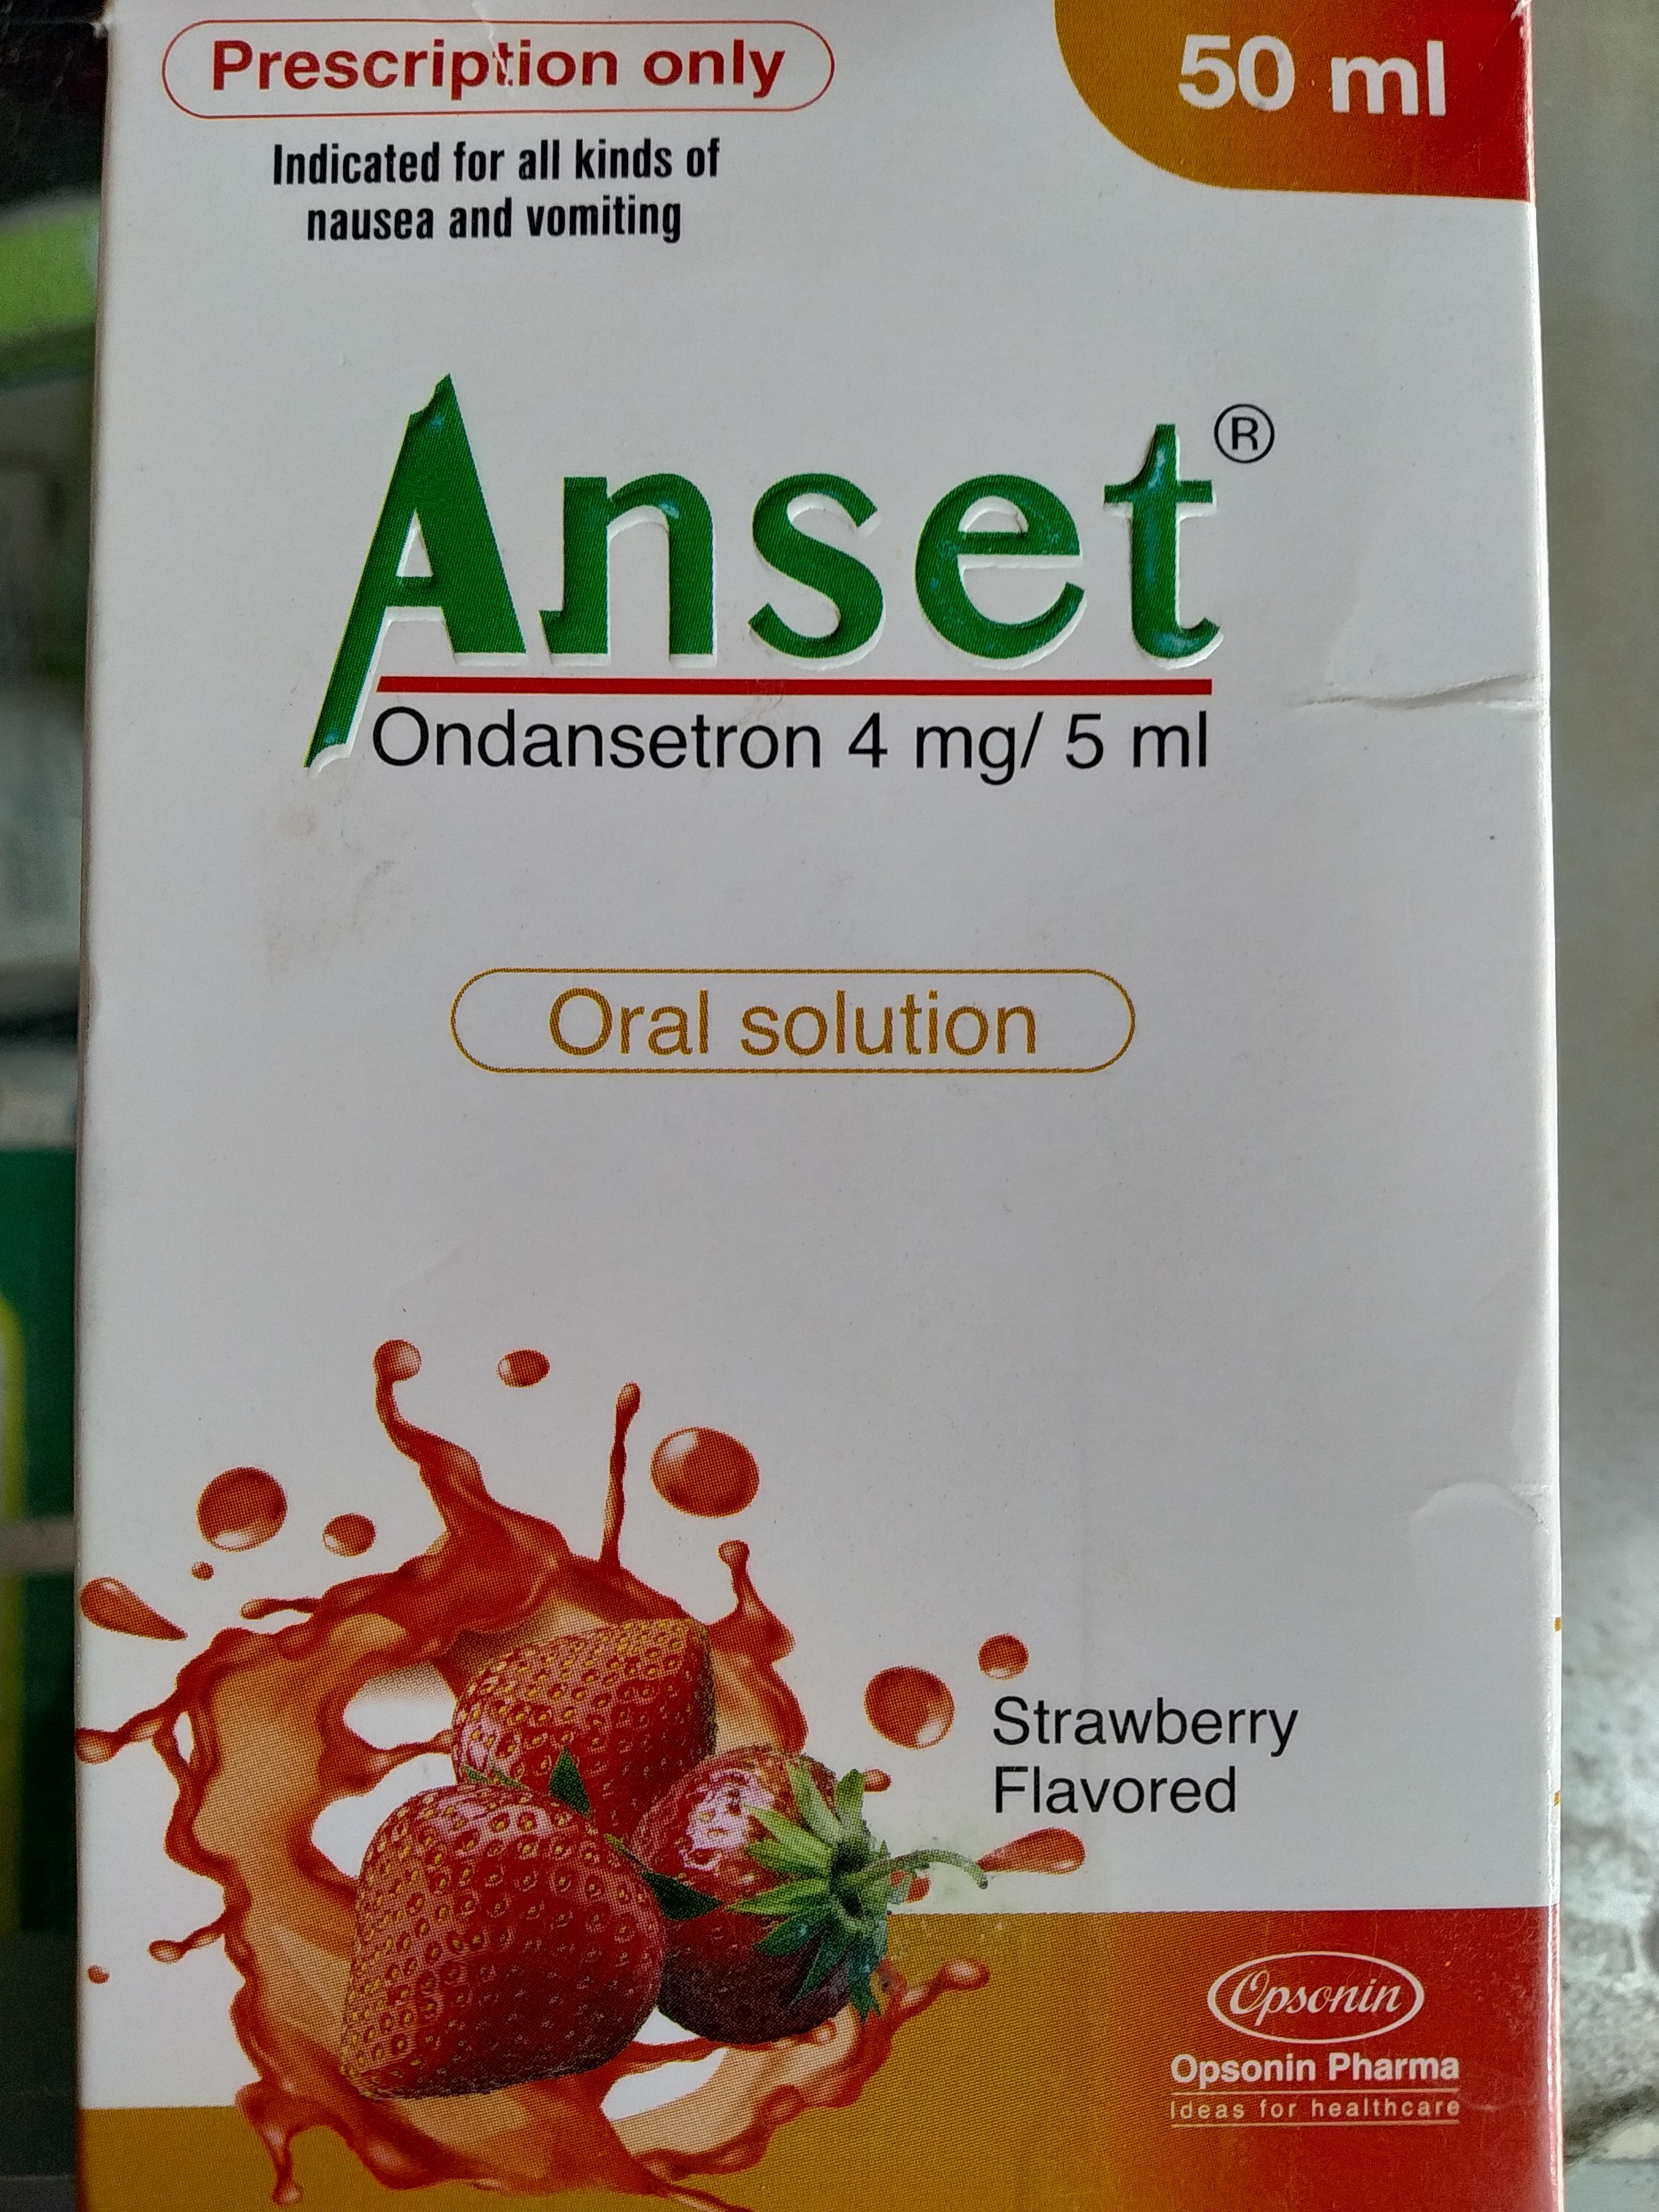 Prescription only
50 ml
Indicated for all kinds of
nausea and vomiting
Anset®
Ondansetron 4 mg/ 5 ml
Oral solution
Strawberry
Flavored
Opsonin
Opsonin Pharma
Ideas for healthcare